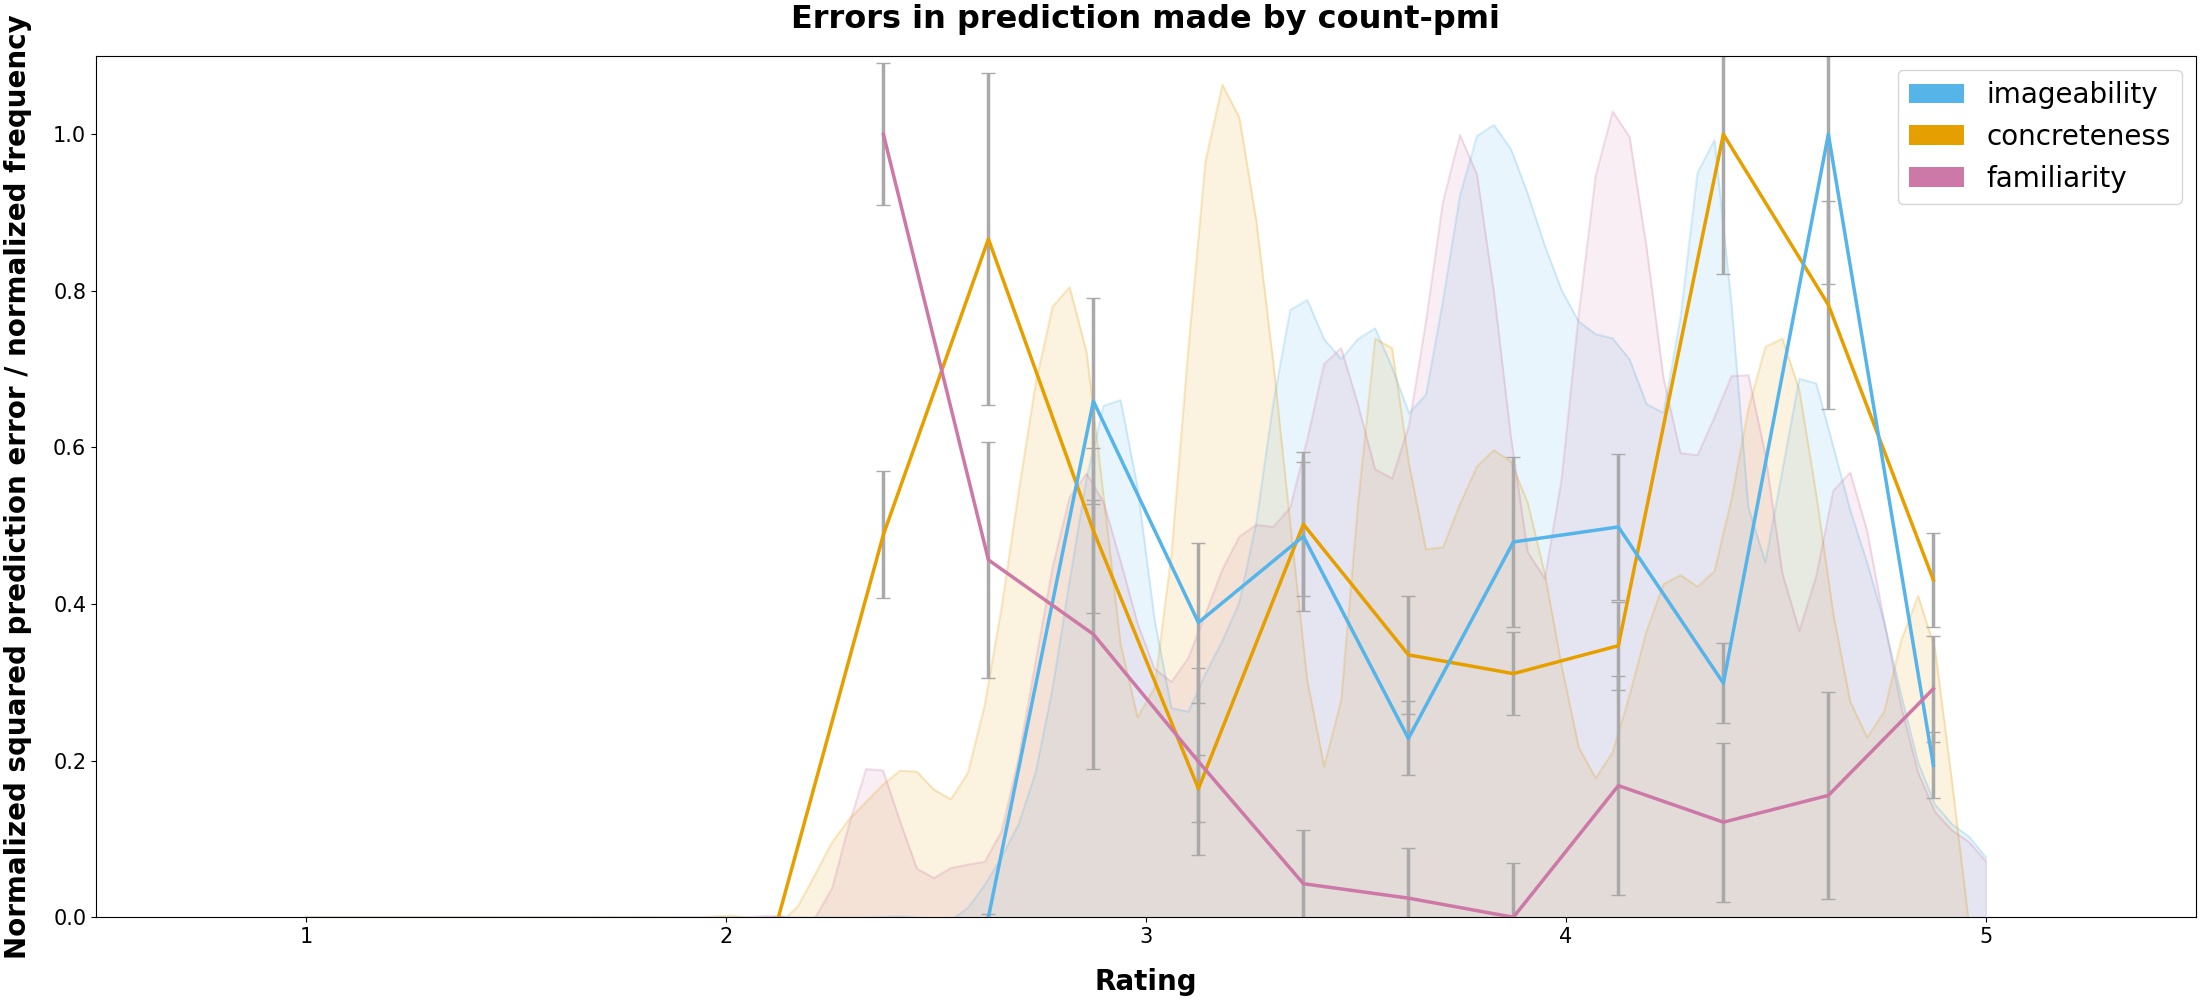 Errors in prediction made by count-pmi
Normalized squared prediction error / normalized frequency
1.0
0.8
0.6
0.4
0.2
0.0
imageability
concreteness
familiarity
1 2 3 4 5
Rating